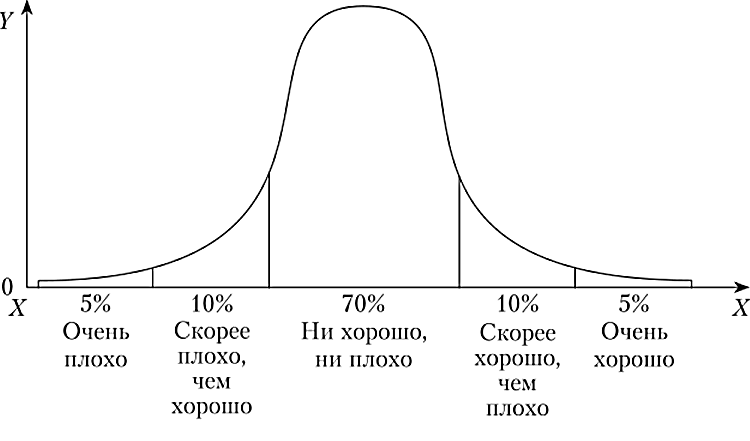 Y
0
X
X
5%
Очень
плохо
10%
Скорее
плохо,
чем
хорошо
70%
Ни хорошо,
ни плохо
10%
Скорее
хорошо,
чем
плохо
5%
Очень
хорошо